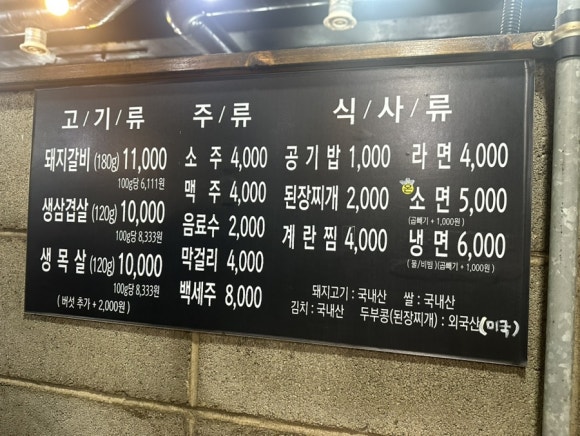 고/기/류
돼지갈비 (180g) 11,000
100g당 6,111원
생삼겹살 (120g) 10,000
100g당 8,333원
생목살 (120g) 10,000
100g당 8,333원
( 버섯 추가 + 2,000원 )
주/류
소주 4,000
맥주 4,000
음료수 2,000
막걸리 4,000
백세주 8,000
식/사/류
공기밥 1,000
된장찌개 2,000
계란찜 4,000
라면 4,000
소면 5,000
(곱빼기 + 1,000원)
냉면 6,000
( 물/비빔 )(곱빼기 + 1,000원)
돼지고기 : 국내산 쌀 : 국내산
김치 : 국내산 두부콩(된장찌개) : 외국산(미국)